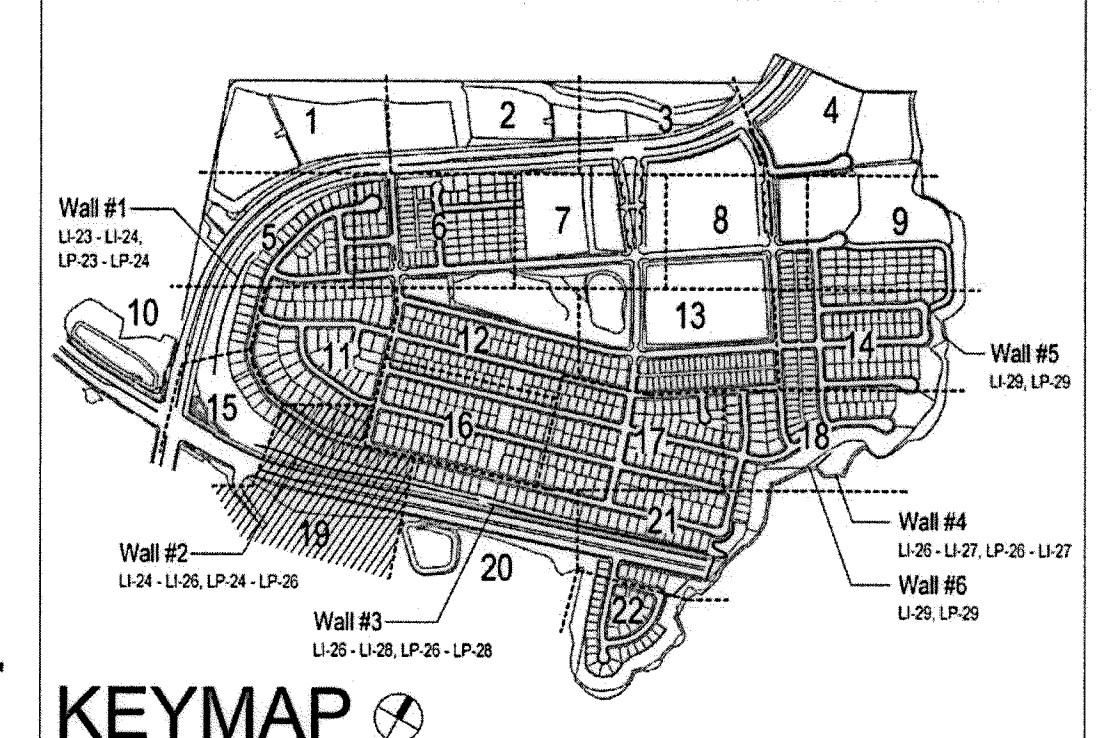 1
2
3
4
Wall #1
LI-23 - LI-24,
LP-23 - LP-24
5
6
7
8
9
10
11
12
13
14
Wall #5
LI-29, LP-29
15
16
17
18
19
20
21
22
Wall #2
LI-24 - LI-26, LP-24 - LP-26
Wall #3
LI-26 - LI-28, LP-26 - LP-28
Wall #4
LI-26 - LI-27, LP-26 - LI-27
Wall #6
LI-29, LP-29
KEYMAP